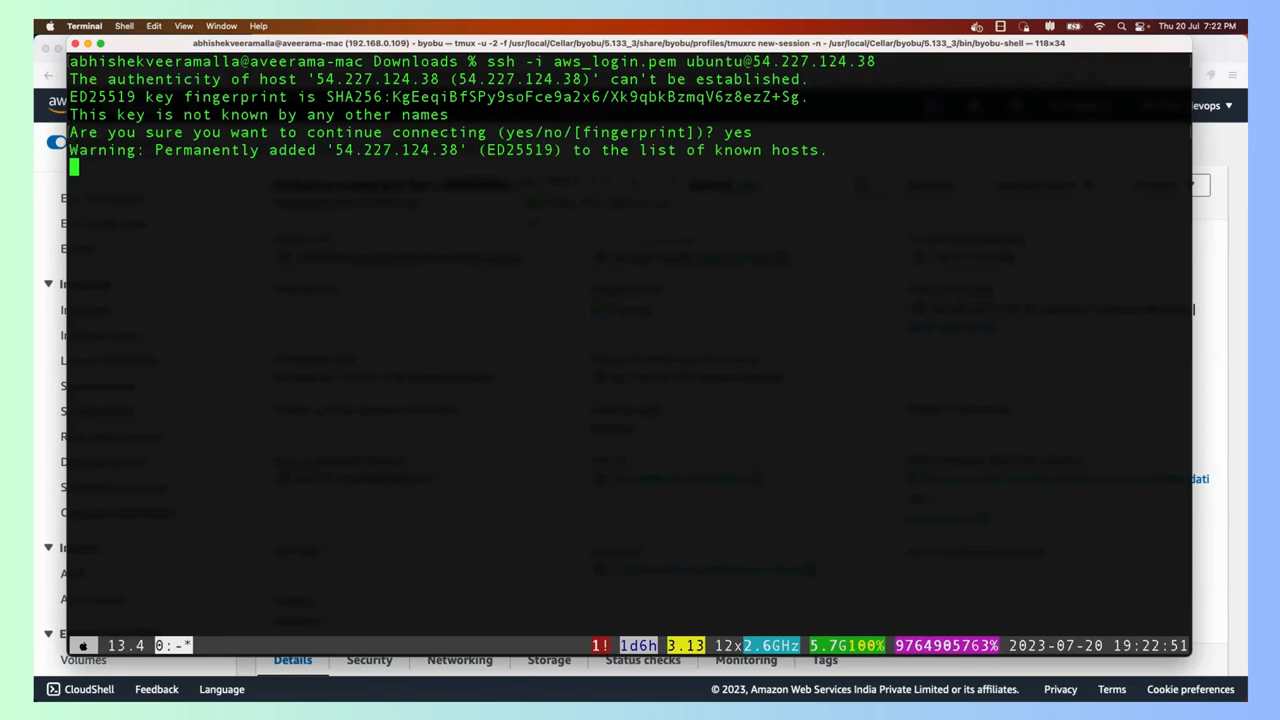 Terminal Shell Edit View Window Help Thu 20 Jul 7:22 PM
abhishekveeramalla@aveerama-mac (192.168.0.109) - byobu — tmux -u -2 -f /usr/local/Cellar/byobu/5.133_3/share/byobu/profiles/tmuxrc new-session -n - /usr/local/Cellar/byobu/5.133_3/bin/byobu-shell — 118x34
abhishekveeramalla@aveerama-mac Downloads % ssh -i aws_login.pem ubuntu@54.227.124.38
The authenticity of host '54.227.124.38 (54.227.124.38)' can't be established.
ED25519 key fingerprint is SHA256:KgEeqiBfSPy9soFce9a2x6/Xk9qbkBzmqV6z8ezZ+Sg.
This key is not known by any other names
Are you sure you want to continue connecting (yes/no/[fingerprint])? yes
Warning: Permanently added '54.227.124.38' (ED25519) to the list of known hosts.
13.4 0:-* 1! 1d6h 3.13 12x2.6GHz 5.7G100% 9764905763% 2023-07-20 19:22:51
Volumes Details Security Networking Storage Status checks Monitoring Tags
CloudShell Feedback Language © 2023, Amazon Web Services India Private Limited or its affiliates. Privacy Terms Cookie preferences